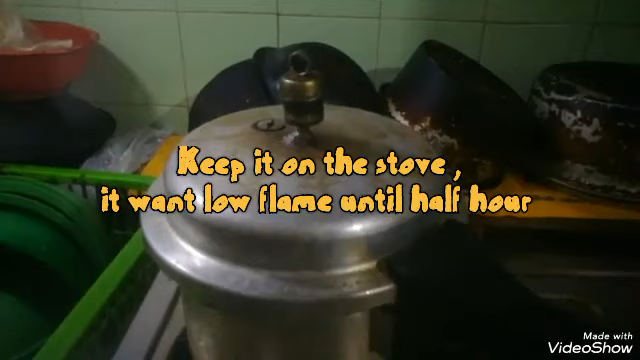 Keep it on the stove ,
it want low flame until half hour
Made with
VideoShow